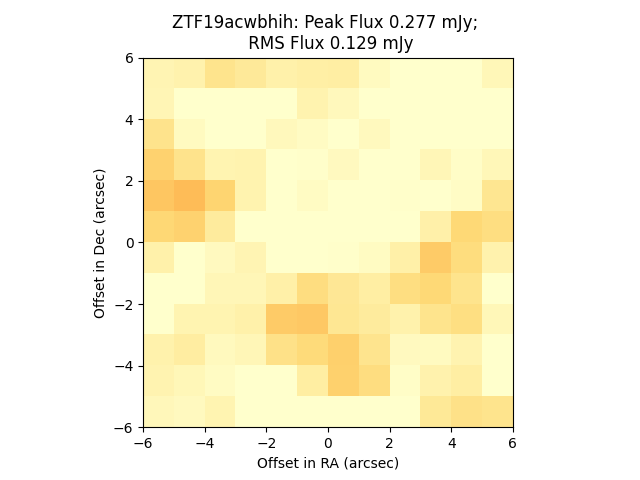 ZTF19acwbhih: Peak Flux 0.277 mJy;
RMS Flux 0.129 mJy
6
4
2
0
−2
−4
−6
Offset in Dec (arcsec)
−6 −4 −2 0 2 4 6
Offset in RA (arcsec)